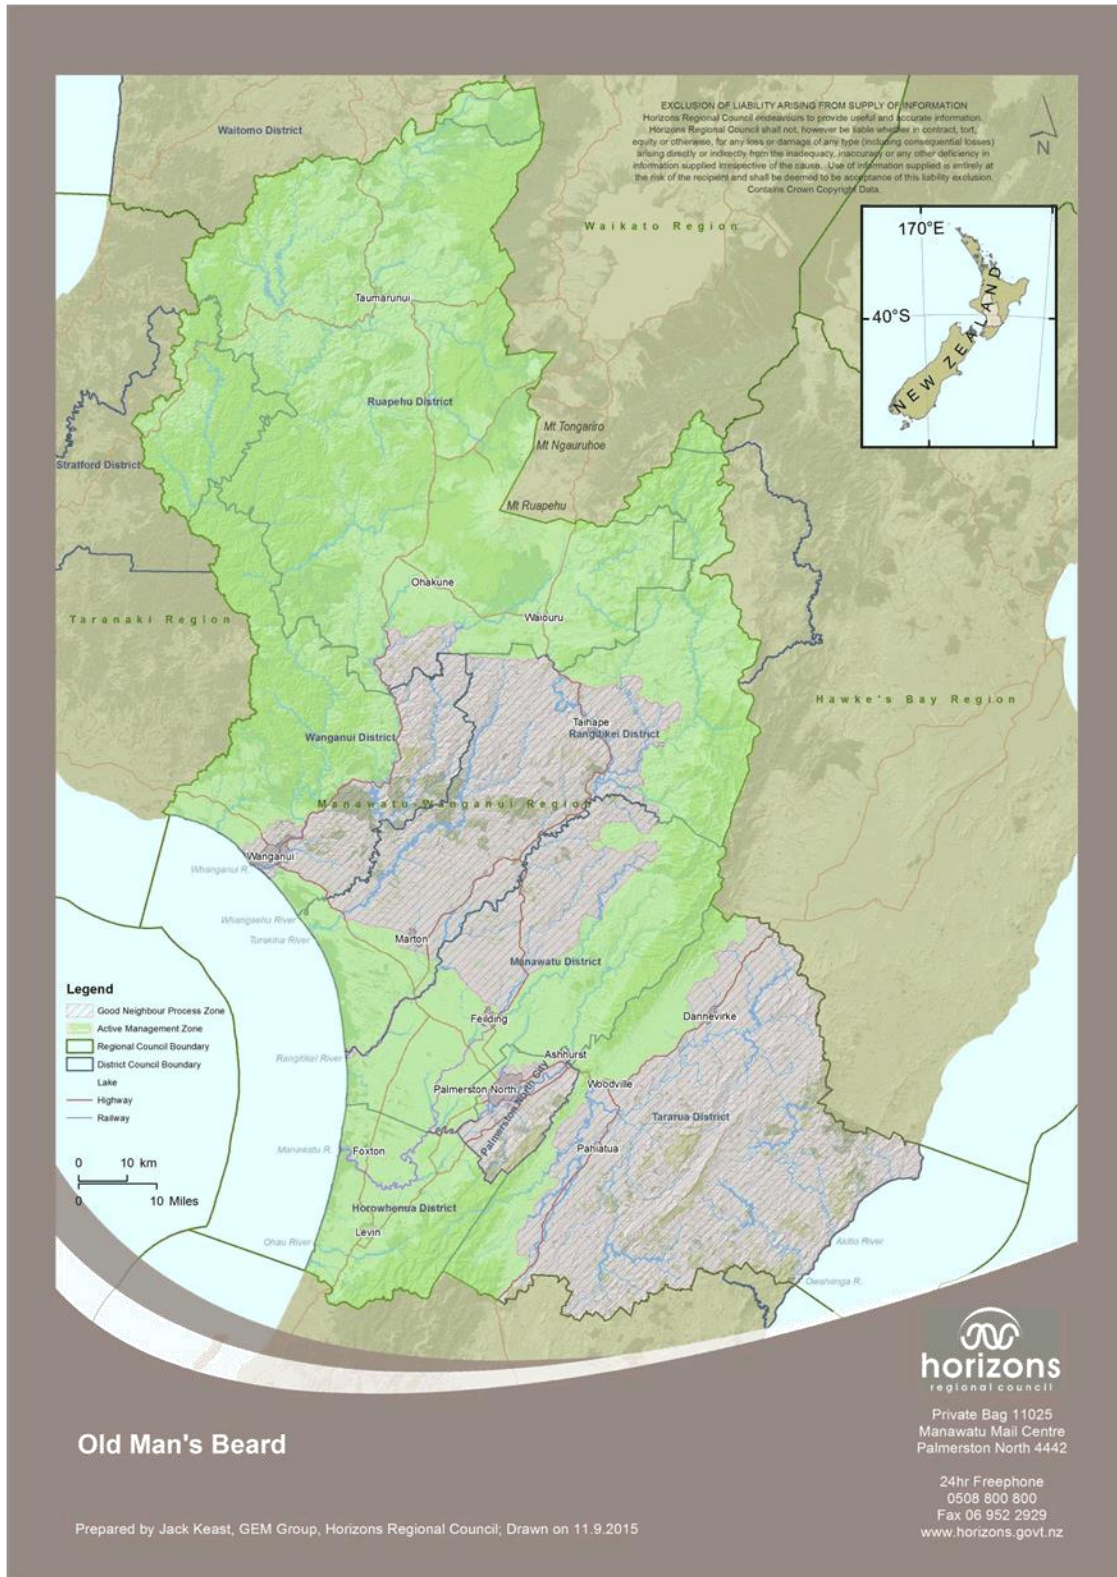 EXCLUSION OF LIABILITY ARISING FROM SUPPLY OF INFORMATION
Horizons Regional Council endeavours to provide useful and accurate information.
Horizons Regional Council shall not, however be liable whether in contract, tort,
equity or otherwise, for any loss or damage of any type (including consequential losses)
arising directly or indirectly from the inadequacy, inaccuracy or any other deficiency in
information supplied irrespective of the cause. Use of information supplied is entirely at
the risk of the recipient and shall be deemed to be acceptance of this liability exclusion.
Contains Crown Copyright Data.
N
Waitomo District
Waikato Region
170°E
40°S
NEW ZEALAND
Taumarunui
Ruapehu District
Mt Tongariro
Mt Ngauruhoe
Stratford District
Mt Ruapehu
Ohakune
Waiouru
Taranaki Region
Hawke's Bay Region
Taihape
Rangitikei District
Wanganui District
Manawatu-Wanganui Region
Wanganui
Whanganui R.
Whangaehu River
Turakina River
Marton
Manawatu District
Legend
Good Neighbour Process Zone
Active Management Zone
Regional Council Boundary
District Council Boundary
Lake
Highway
Railway
0 10 km
0 10 Miles
Feilding
Dannevirke
Rangitikei River
Ashhurst
Palmerston North
Palmerston North City
Woodville
Tararua District
Manawatu R.
Foxton
Pahiatua
Horowhenua District
Levin
Ohau River
Akitio River
Owahanga R.
horizons
regional council
Private Bag 11025
Manawatu Mail Centre
Palmerston North 4442
24hr Freephone
0508 800 800
Fax 06 952 2929
www.horizons.govt.nz
Old Man's Beard
Prepared by Jack Keast, GEM Group, Horizons Regional Council; Drawn on 11.9.2015